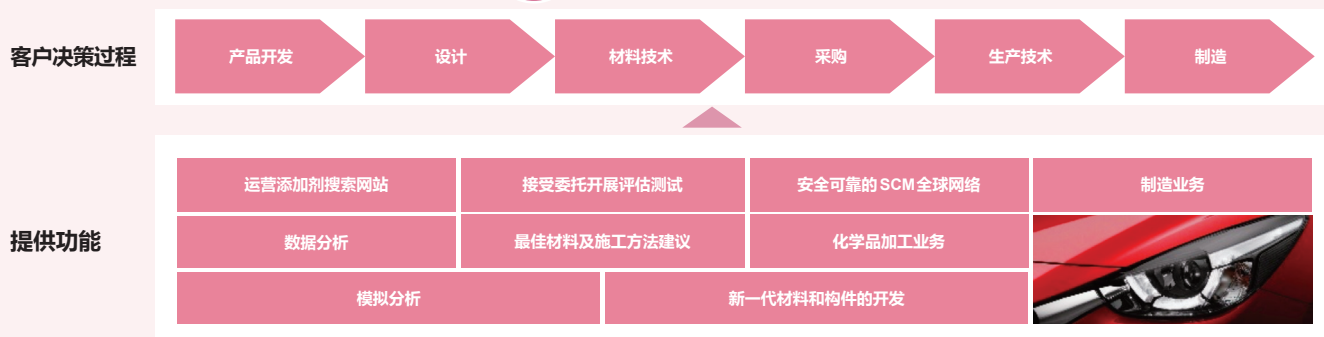 客户决策过程
产品开发
设计
材料技术
采购
生产技术
制造
提供功能
运营添加剂搜索网站
接受委托开展评估测试
安全可靠的SCM全球网络
制造业务
数据分析
最佳材料及施工方法建议
化学品加工业务
模拟分析
新一代材料和构件的开发